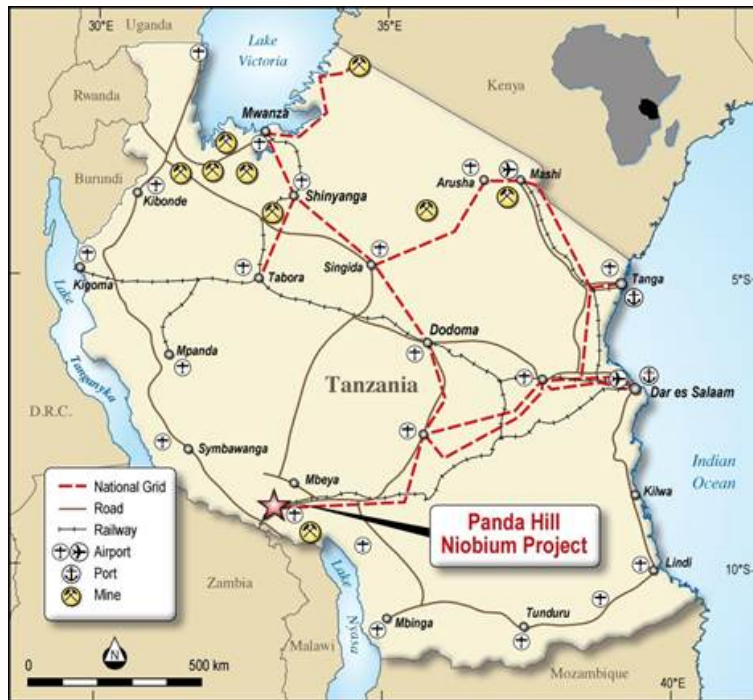 30°E
35°E
Uganda
Lake
Victoria
Kenya
Rwanda
Mwanza
Burundi
Shinyanga
Arusha
Mashi
Kibonde
Kigoma
Tabora
Singida
Tanga
5°S
Lake
Tanganyka
Mpanda
Dodoma
Tanzania
Dar es Salaam
D.R.C.
Symbawanga
Mbeya
Indian
Ocean
Kilwa
National Grid
Road
Railway
Airport
Port
Mine
Panda Hill
Niobium Project
Lindi
10°S
Zambia
Lake
Nyasa
Mbinga
Tunduru
Malawi
Mozambique
N
0 500 km
40°E